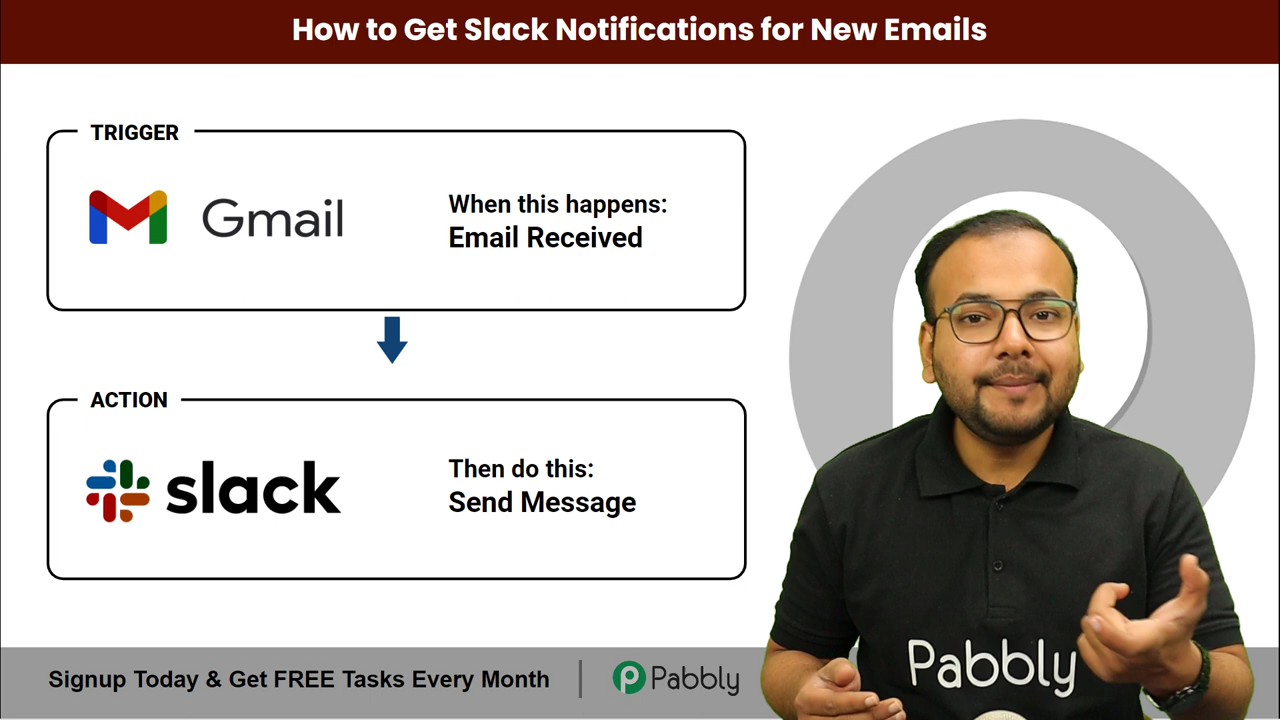 How to Get Slack Notifications for New Emails
TRIGGER
Gmail
When this happens:
Email Received
ACTION
slack
Then do this:
Send Message
Signup Today & Get FREE Tasks Every Month
Pabbly
Pabbly